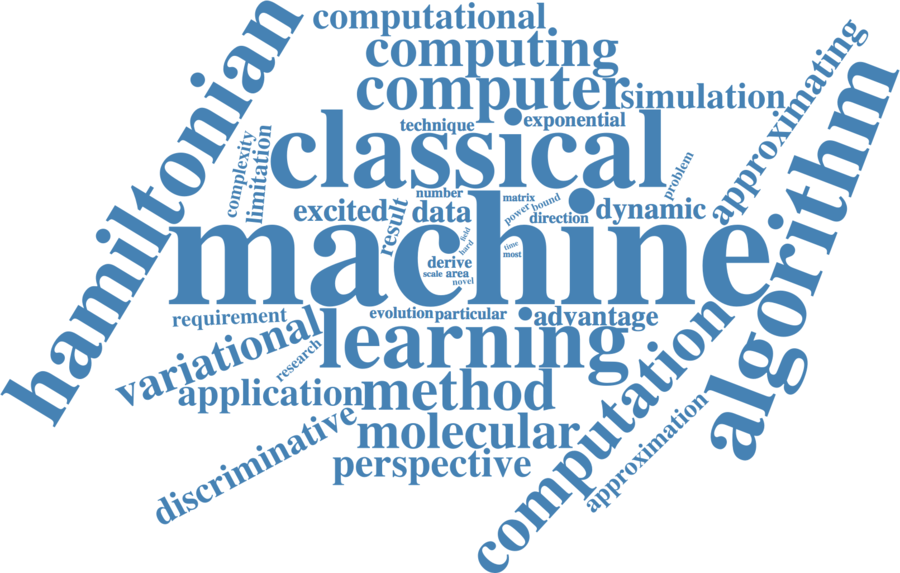 computational
computing
computer
simulation
hamiltonian
approximating
algorithm
classical
technique
exponential
complexity
limitation
problem
number
matrix
excited
result
data
power
bound
direction
dynamic
machine
field
hard
time
most
derive
scale
area
novel
requirement
evolution
particular
advantage
variational
learning
research
application
method
computation
approximation
discriminative
molecular
perspective